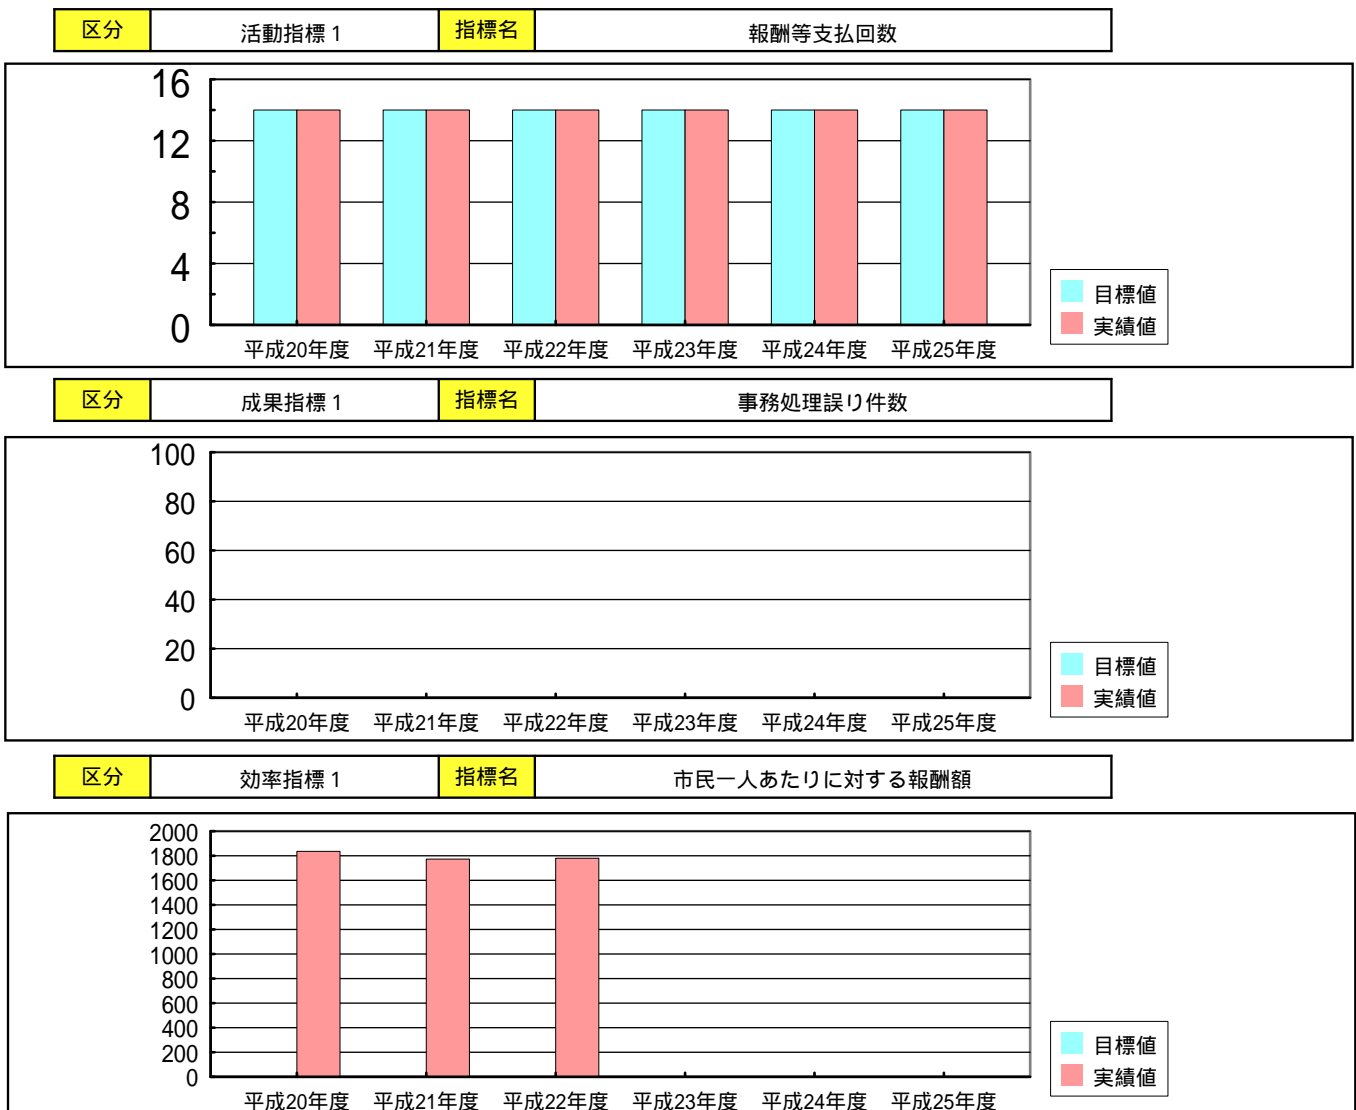 区分 活動指標1 指標名 報酬等支払回数
16
12
8
4
0
平成20年度 平成21年度 平成22年度 平成23年度 平成24年度 平成25年度
目標値
実績値
区分 成果指標1 指標名 事務処理誤り件数
100
80
60
40
20
0
平成20年度 平成21年度 平成22年度 平成23年度 平成24年度 平成25年度
目標値
実績値
区分 効率指標1 指標名 市民一人あたりに対する報酬額
2000
1800
1600
1400
1200
1000
800
600
400
200
0
平成20年度 平成21年度 平成22年度 平成23年度 平成24年度 平成25年度
目標値
実績値